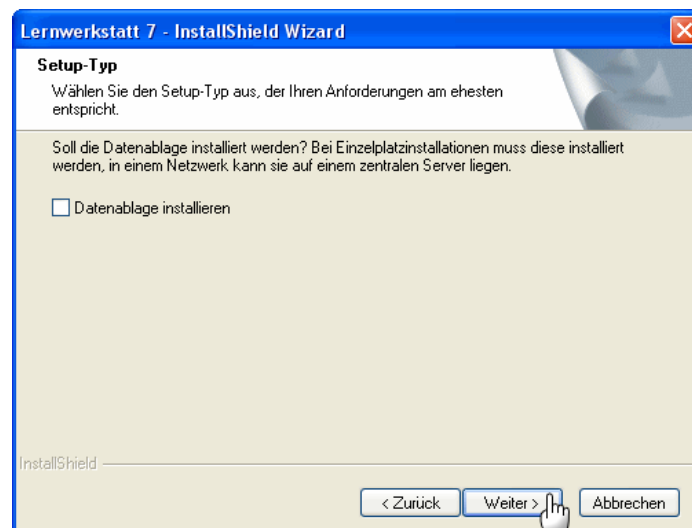 Lernwerkstatt 7 - InstallShield Wizard
Setup-Typ
Wählen Sie den Setup-Typ aus, der Ihren Anforderungen am ehesten
entspricht.
Soll die Datenablage installiert werden? Bei Einzelplatzinstallationen muss diese installiert
werden, in einem Netzwerk kann sie auf einem zentralen Server liegen.
Datenablage installieren
InstallShield
< Zurück
Weiter >
Abbrechen